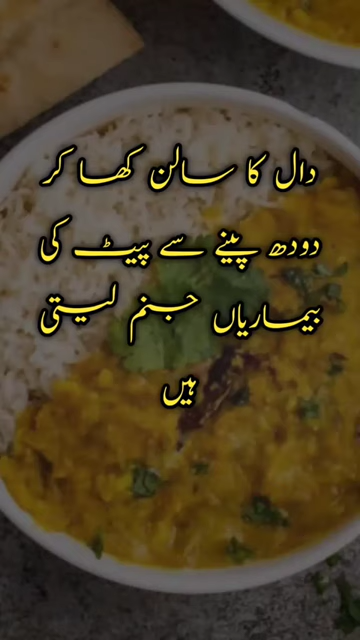 دال کا سالن کھا کر
دودھ پینے سے پیٹ کی
بیماریاں جنم لیتی
ہیں